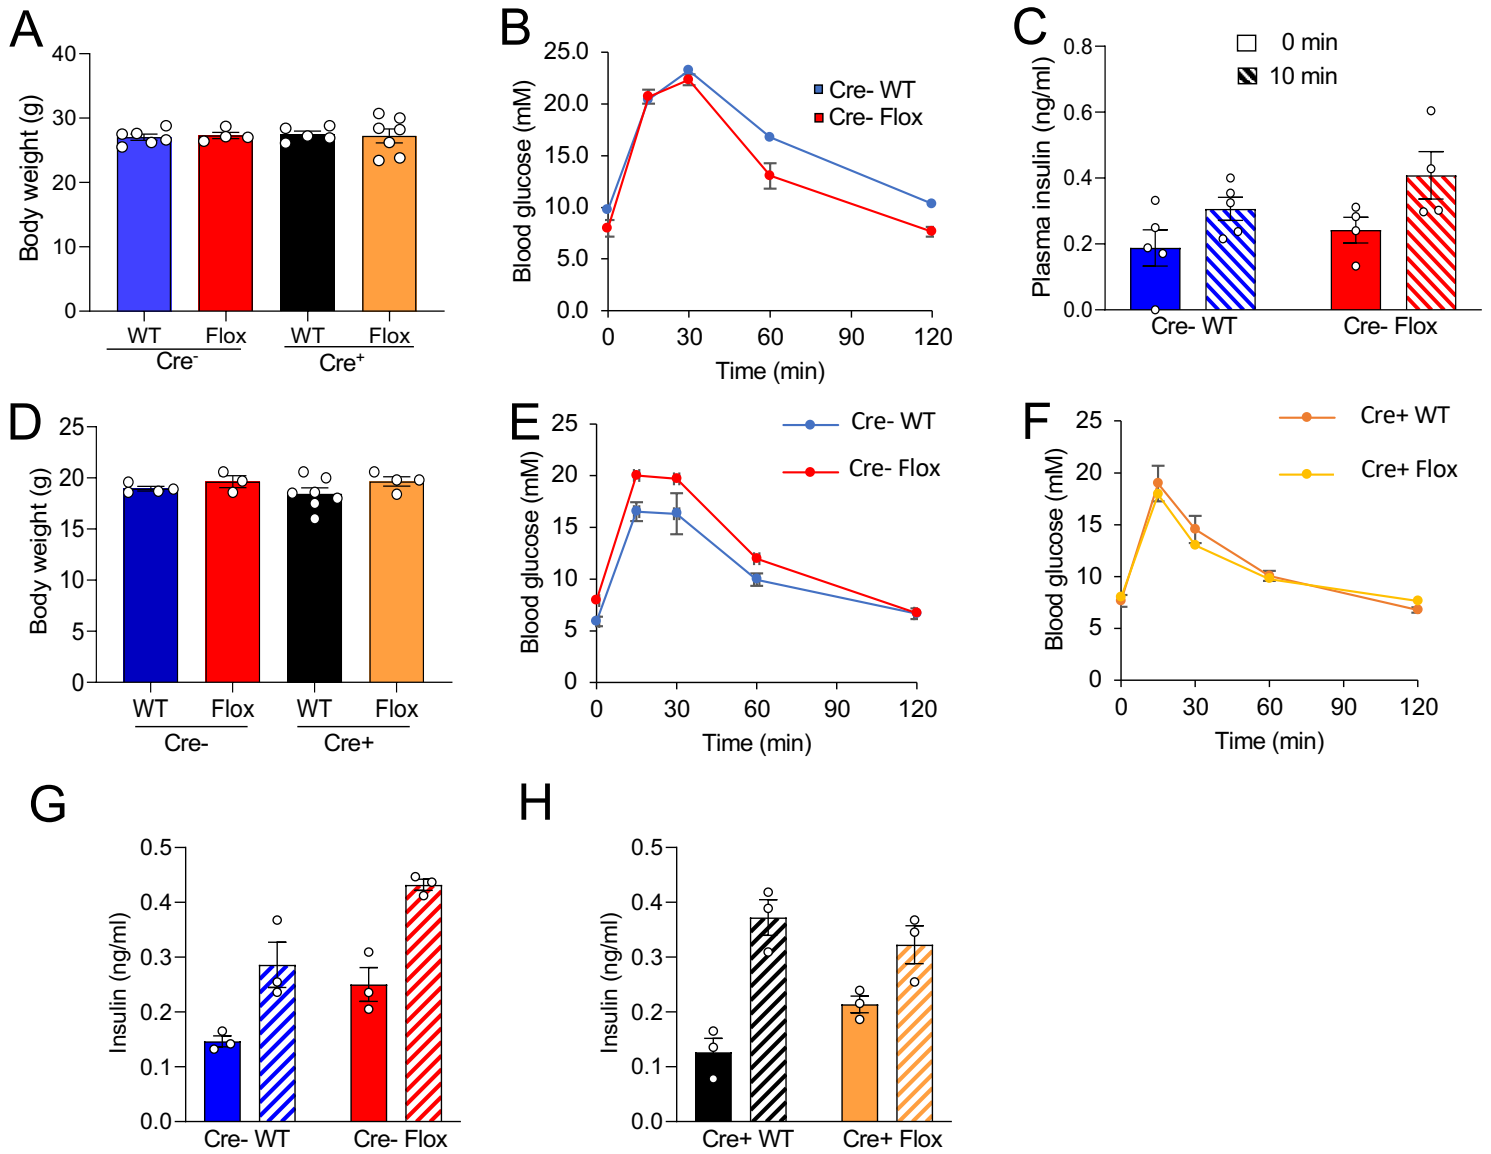 A
Body weight (g)
40
30
20
10
0
WT
Flox
WT
Flox
Cre-
Cre+
B
Blood glucose (mM)
25.0
20.0
15.0
10.0
5.0
0.0
0
30
60
90
120
Time (min)
Cre- WT
Cre- Flox
C
Plasma insulin (ng/ml)
0.8
0.6
0.4
0.2
0.0
0 min
10 min
Cre- WT
Cre- Flox
D
Body weight (g)
25
20
15
10
5
0
WT
Flox
WT
Flox
Cre-
Cre+
E
Blood glucose (mM)
25
20
15
10
5
0
0
30
60
90
120
Time (min)
Cre- WT
Cre- Flox
F
Blood glucose (mM)
25
20
15
10
5
0
0
30
60
90
120
Time (min)
Cre+ WT
Cre+ Flox
G
Insulin (ng/ml)
0.5
0.4
0.3
0.2
0.1
0.0
Cre- WT
Cre- Flox
H
Insulin (ng/ml)
0.5
0.4
0.3
0.2
0.1
0.0
Cre+ WT
Cre+ Flox